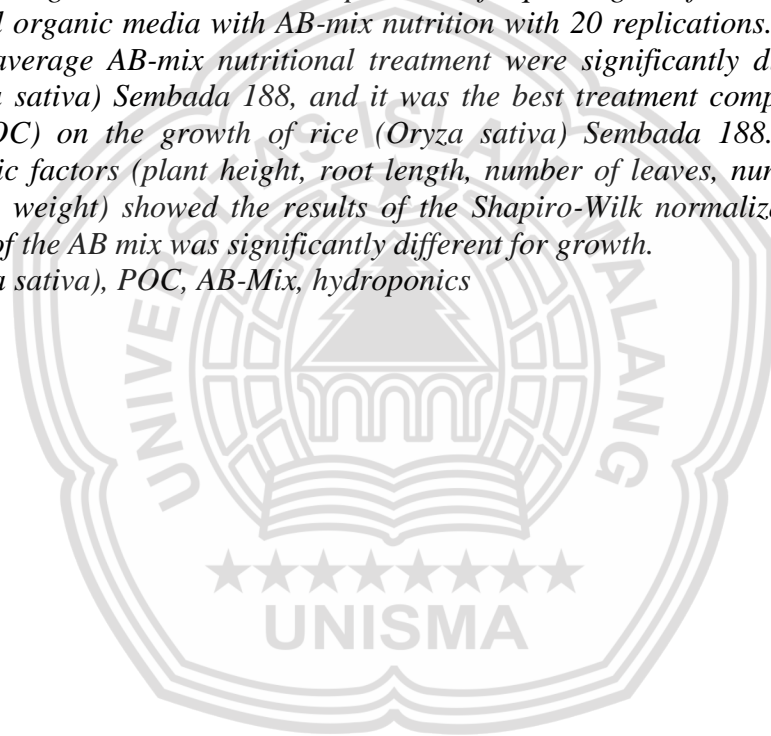 organic media with AB-mix nutrition with 20 replications.
average AB-mix nutritional treatment were significantly
sativa) Sembada 188, and it was the best treatment
OC) on the growth of rice (Oryza sativa) Sembada 188.
ic factors (plant height, root length, number of leaves,
weight) showed the results of the Shapiro-Wilk
of the AB mix was significantly different for growth.
sativa), POC, AB-Mix, hydroponics
UNIVERSITAS ISLAM MALANG
UNISMA